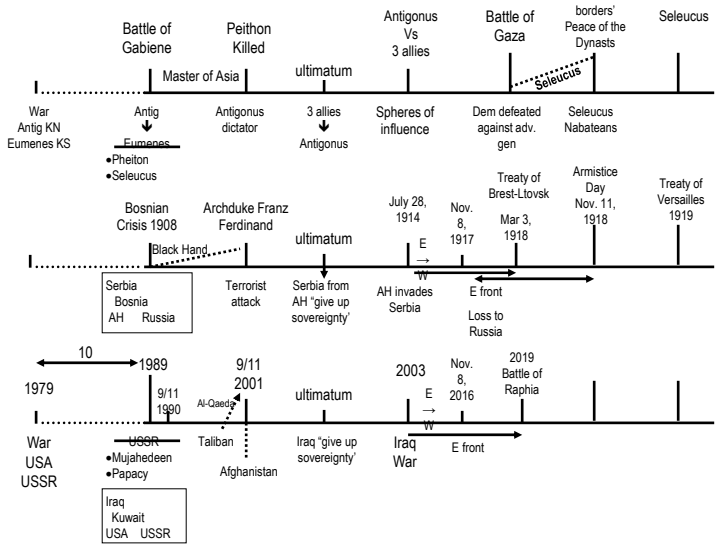 Battle of
Gabiene
Peithon
Killed
Antigonus
Vs
3 allies
Battle of
Gaza
borders'
Peace of the
Dynasts
Seleucus
Master of Asia
ultimatum
Seleucus
War
Antig KN
Eumenes KS
Antig
Eumenes
•Pheiton
•Seleucus
Antigonus
dictator
3 allies
Antigonus
Spheres of
influence
Dem defeated
against adv.
gen
Seleucus
Nabateans
Bosnian
Crisis 1908
Archduke Franz
Ferdinand
July 28,
1914
Nov.
8,
1917
Treaty of
Brest-Ltovsk
Mar 3,
1918
Armistice
Day
Nov. 11,
1918
Treaty of
Versailles
1919
Black Hand
ultimatum
E
→
W
Serbia
Bosnia
AH Russia
Terrorist
attack
Serbia from
AH "give up
sovereignty'
AH invades
Serbia
E front
Loss to
Russia
10
1979
1989
9/11
1990
Al-Qaeda
9/11
2001
ultimatum
2003
E
→
W
Nov.
8,
2016
2019
Battle of
Raphia
War
USA
USSR
USSR
•Mujahedeen
•Papacy
Taliban
Afghanistan
Iraq "give up
sovereignty'
Iraq
War
E front
Iraq
Kuwait
USA USSR